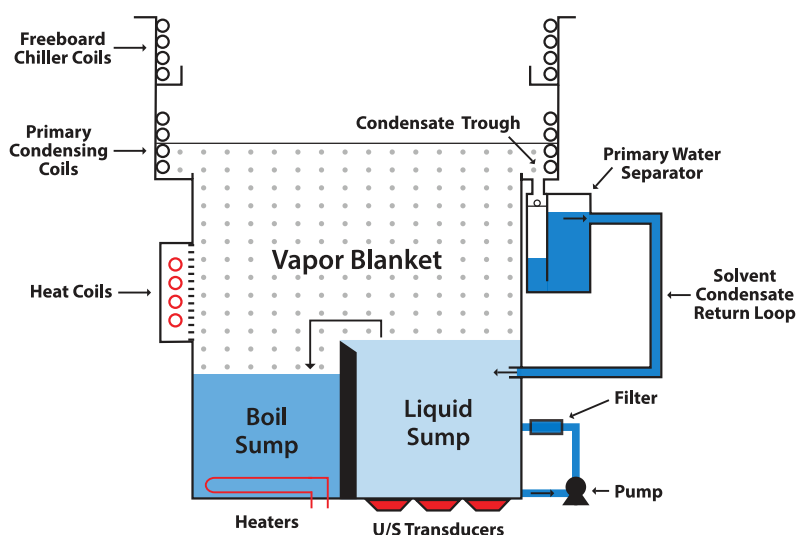 Freeboard
Chiller Coils
Primary
Condensing
Coils
Condensate Trough
Primary Water
Separator
Vapor Blanket
Heat Coils
Solvent
Condensate
Return Loop
Boil
Sump
Liquid
Sump
Filter
Pump
Heaters
U/S Transducers